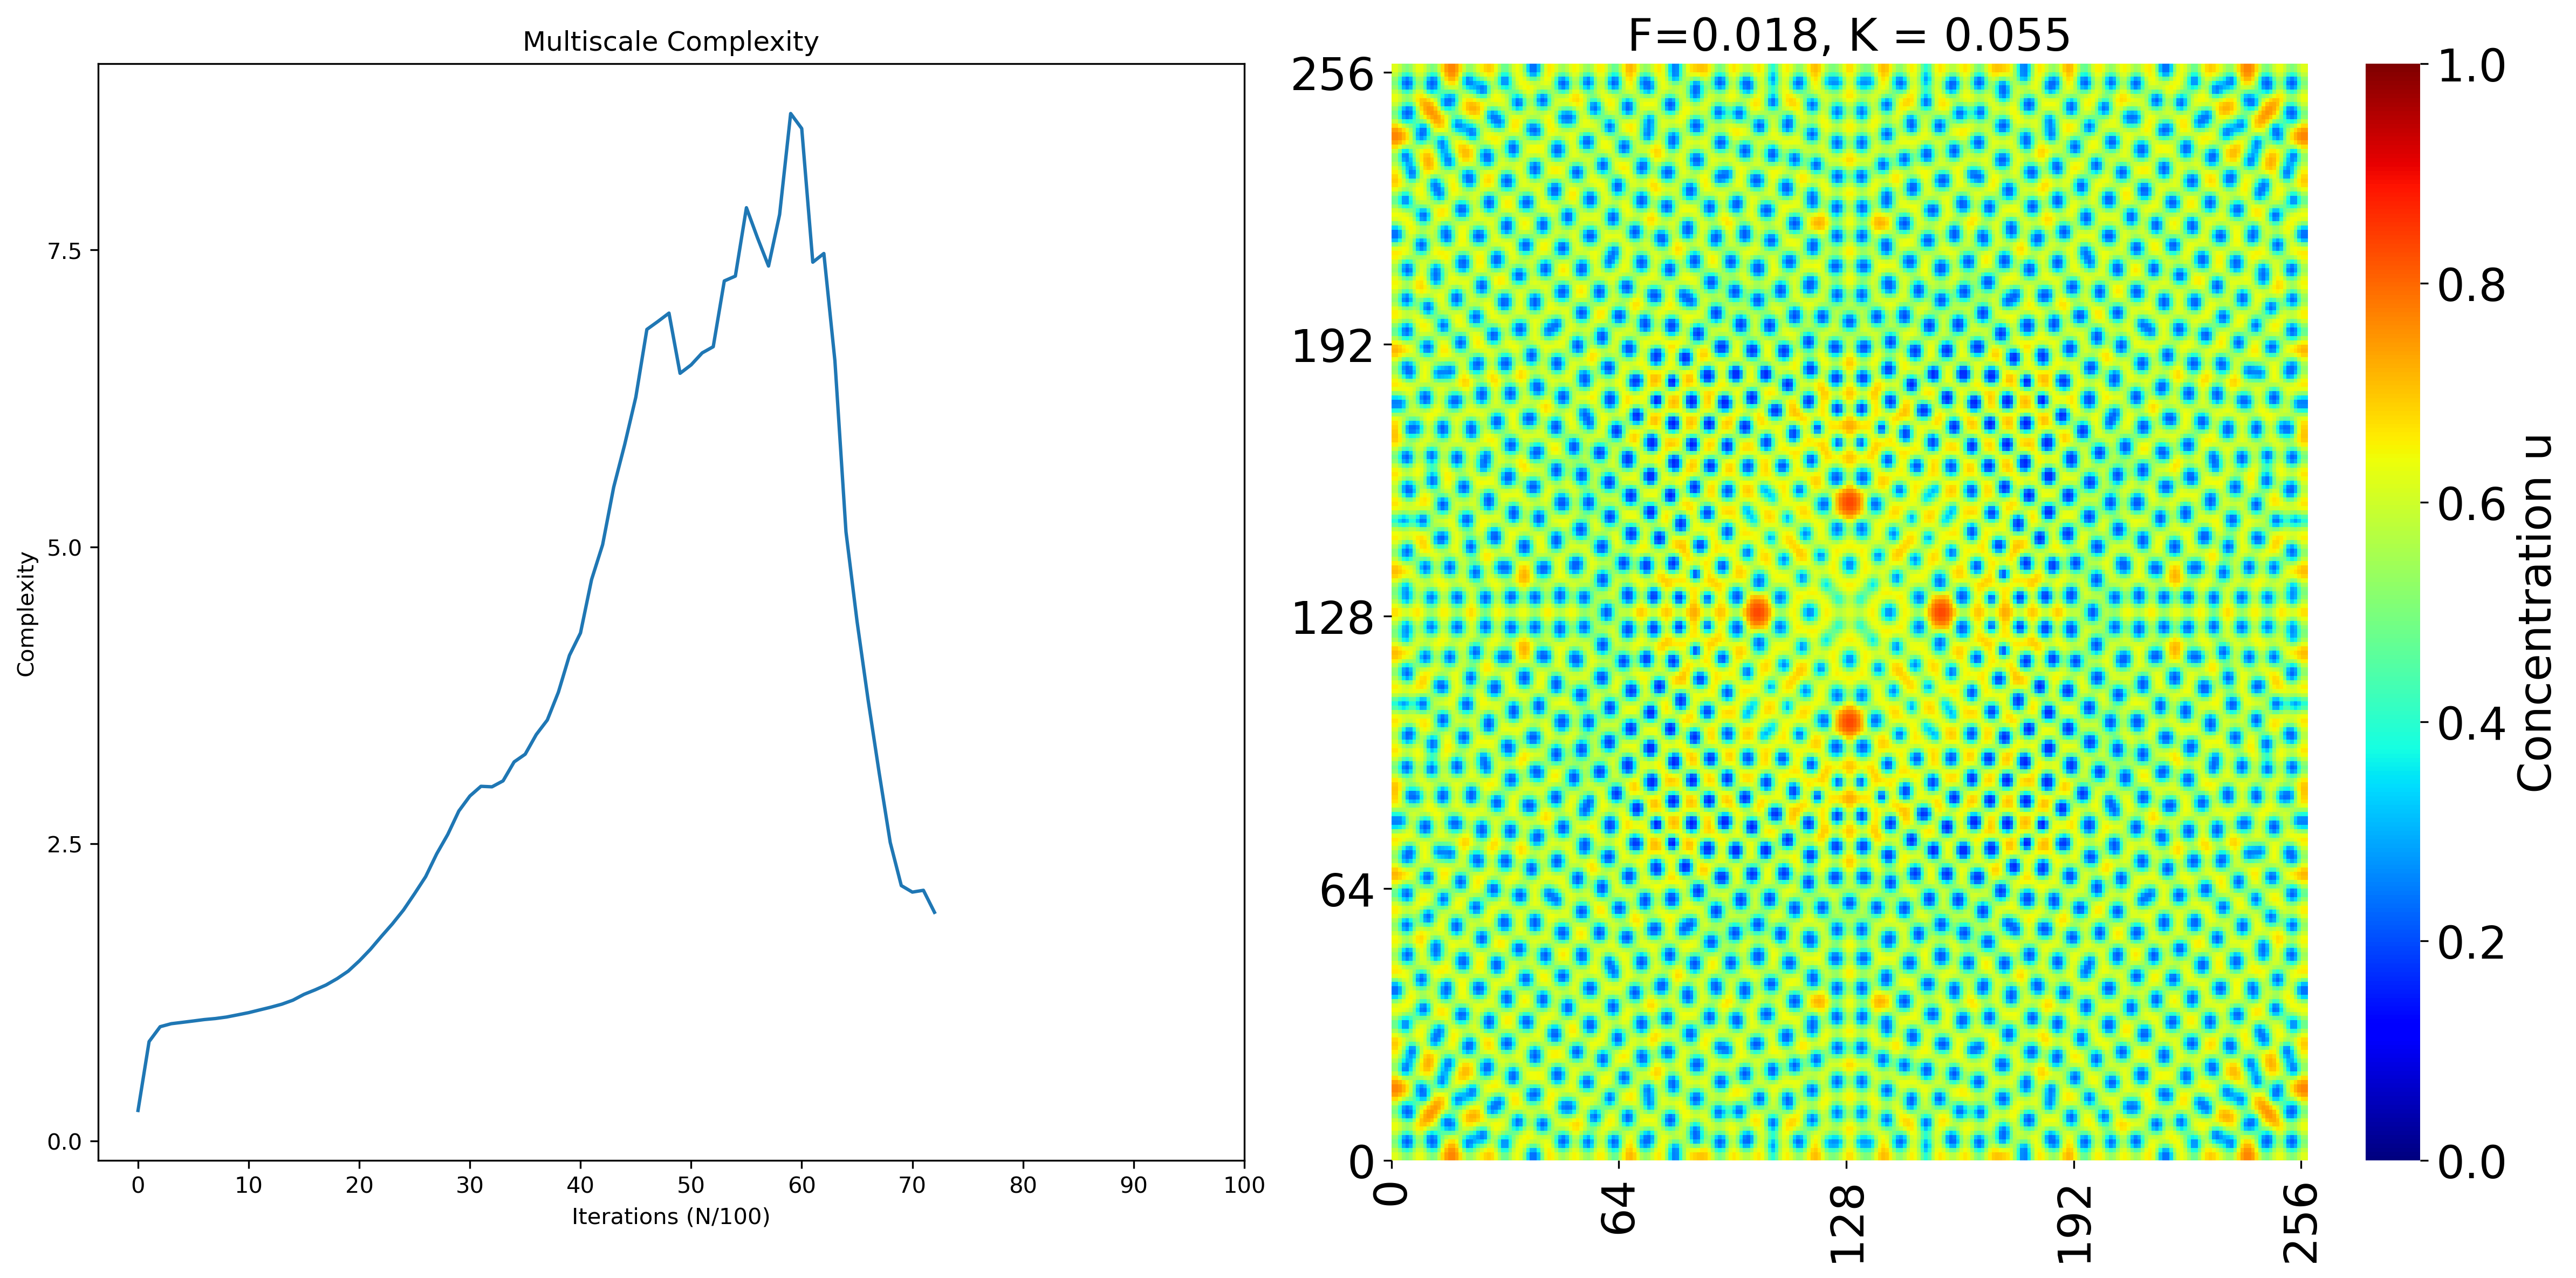 Multiscale Complexity
Complexity
7.5
5.0
2.5
0.0
0 10 20 30 40 50 60 70 80 90 100
Iterations (N/100)
F=0.018, K = 0.055
256
192
128
64
0
0 64 128 192 256
1.0
0.8
0.6
0.4
0.2
0.0
Concentration u